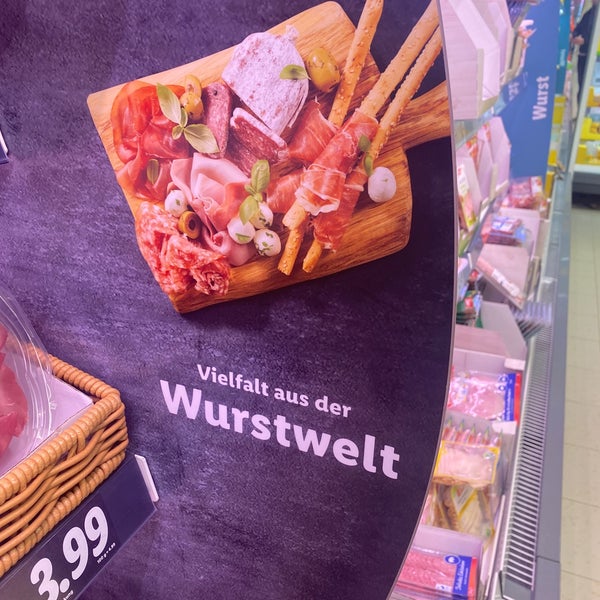 Wurst
Vielfalt aus der
Wurstwelt
3.99